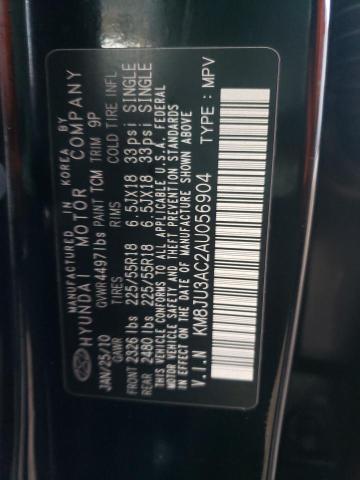 MANUFACTURED IN KOREA BY
HYUNDAI MOTOR COMPANY
JAN/25/10 GVWR 4497 lbs PAINT TCM TRIM 9P
GAWR TIRES RIMS COLD TIRE INFL
FRONT 2326 lbs 225/55R18 6.5JX18 33psi SINGLE
REAR 2480 lbs 225/55R18 6.5JX18 33psi SINGLE
THIS VEHICLE CONFORMS TO ALL APPLICABLE U.S.A. FEDERAL
MOTOR VEHICLE SAFETY, BUMPER, AND THEFT PREVENTION STANDARDS
IN EFFECT ON THE DATE OF MANUFACTURE SHOWN ABOVE.
V.I.N : KM8JU3AC2AU056904 TYPE : MPV